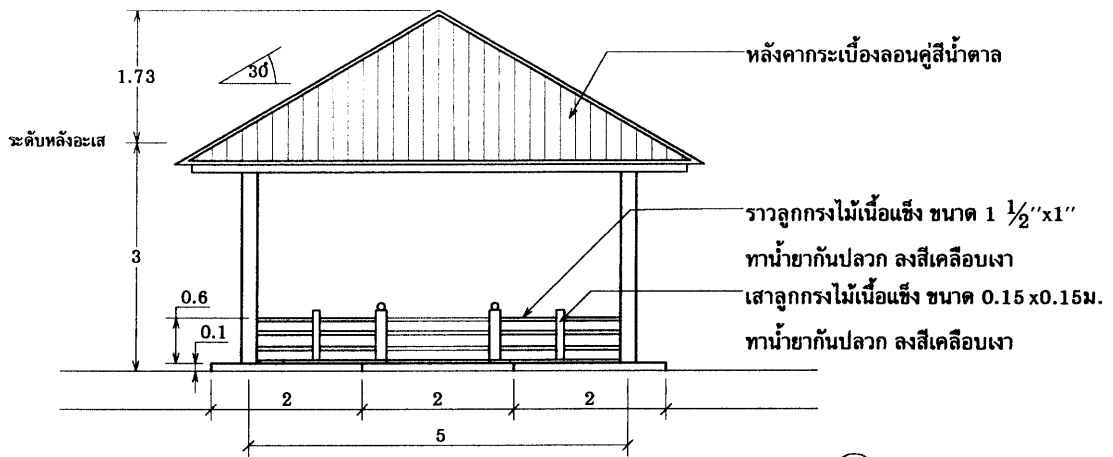 1.73
30°
หลังคากระเบื้องลอนคู่สีน้ำตาล
ระดับหลังอะเส
3
ราวลูกกรงไม้เนื้อแข็ง ขนาด 1 ½''x1''
ทาน้ำยากันปลวก ลงสีเคลือบเงา
เสาลูกกรงไม้เนื้อแข็ง ขนาด 0.15x0.15ม.
ทาน้ำยากันปลวก ลงสีเคลือบเงา
0.6
0.1
2 2 2
5